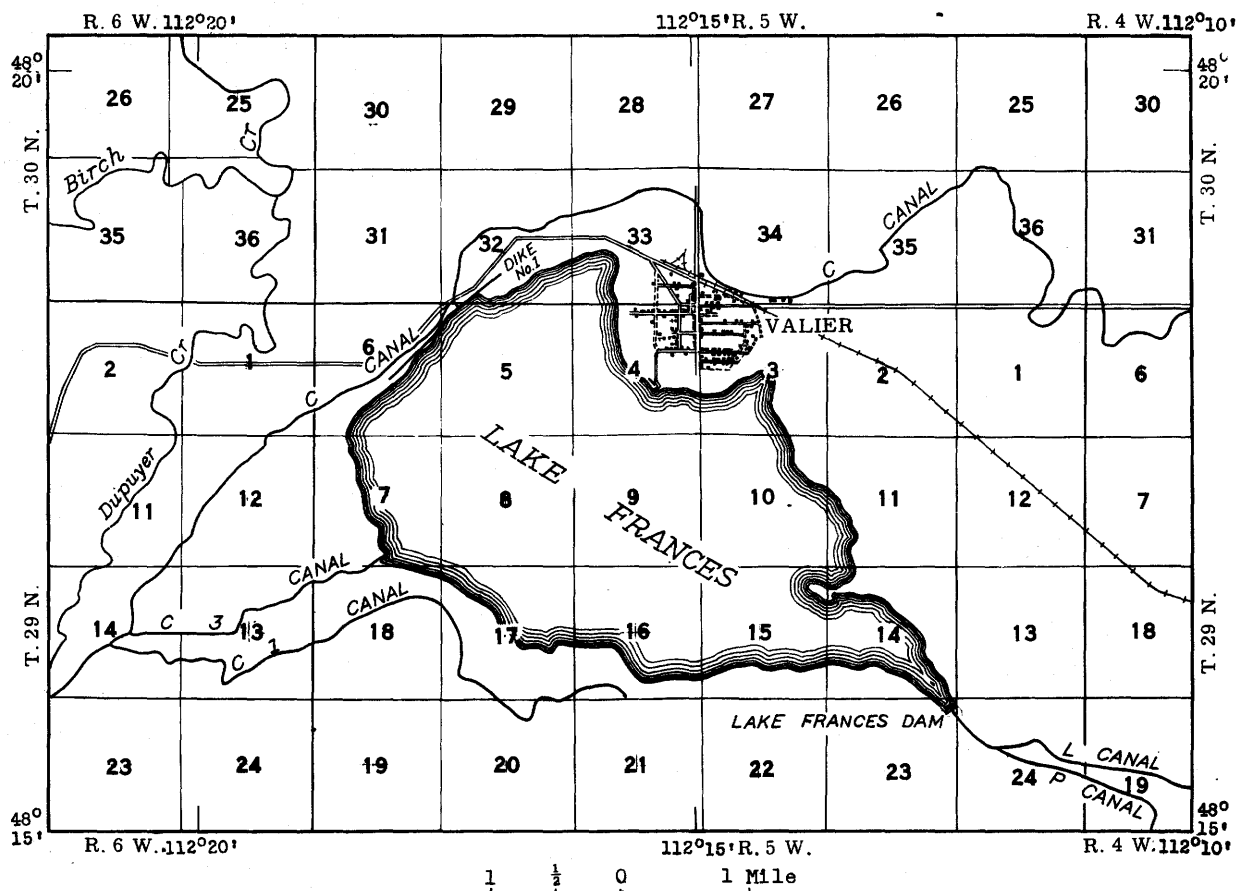 R. 6 W. 112°20' 112°15' R. 5 W. R. 4 W. 112°10'
48° 20'
48° 20'
T. 30 N.
T. 30 N.
26 25 30 29 28 27 26 25 30
Cr
Birch
35 36 31 32 33 34 35 36 31
CANAL
C
DIKE No.1
VALIER
2 1 6 5 4 3 2 1 6
Cr
C CANAL
LAKE FRANCES
Dupuyer
11 12 7 8 9 10 11 12 7
T. 29 N.
T. 29 N.
CANAL
CANAL
C 3
14 13 18 17 16 15 14 13 18
C 1
LAKE FRANCES DAM
23 24 19 20 21 22 23 24 19
L CANAL
P CANAL
48° 15'
48° 15'
R. 6 W. 112°20' 112°15' R. 5 W. R. 4 W. 112°10'
1 ½ 0 1 Mile